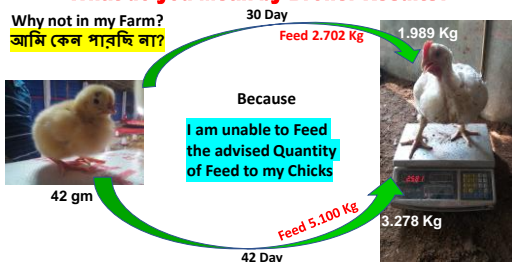 Why not in my Farm?
আমি কেন পারছি না?
30 Day
Feed 2.702 Kg
1.989 Kg
Because
I am unable to Feed
the advised Quantity
of Feed to my Chicks
42 gm
Feed 5.100 Kg
3.278 Kg
42 Day